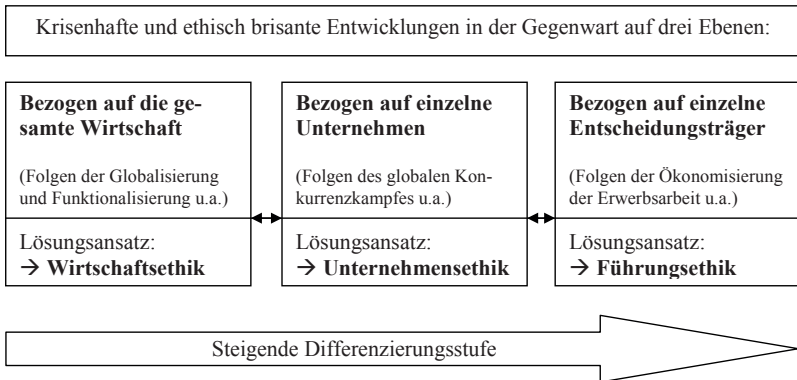 Krisenhafte und ethisch brisante Entwicklungen in der Gegenwart auf drei Ebenen:
Bezogen auf die ge-
samte Wirtschaft
(Folgen der Globalisierung
und Funktionalisierung u.a.)
Lösungsansatz:
→ Wirtschaftsethik
Bezogen auf einzelne
Unternehmen
(Folgen des globalen Kon-
kurrenzkampfes u.a.)
Lösungsansatz:
→ Unternehmensethik
Bezogen auf einzelne
Entscheidungsträger
(Folgen der Ökonomisierung
der Erwerbsarbeit u.a.)
Lösungsansatz:
→ Führungsethik
Steigende Differenzierungsstufe